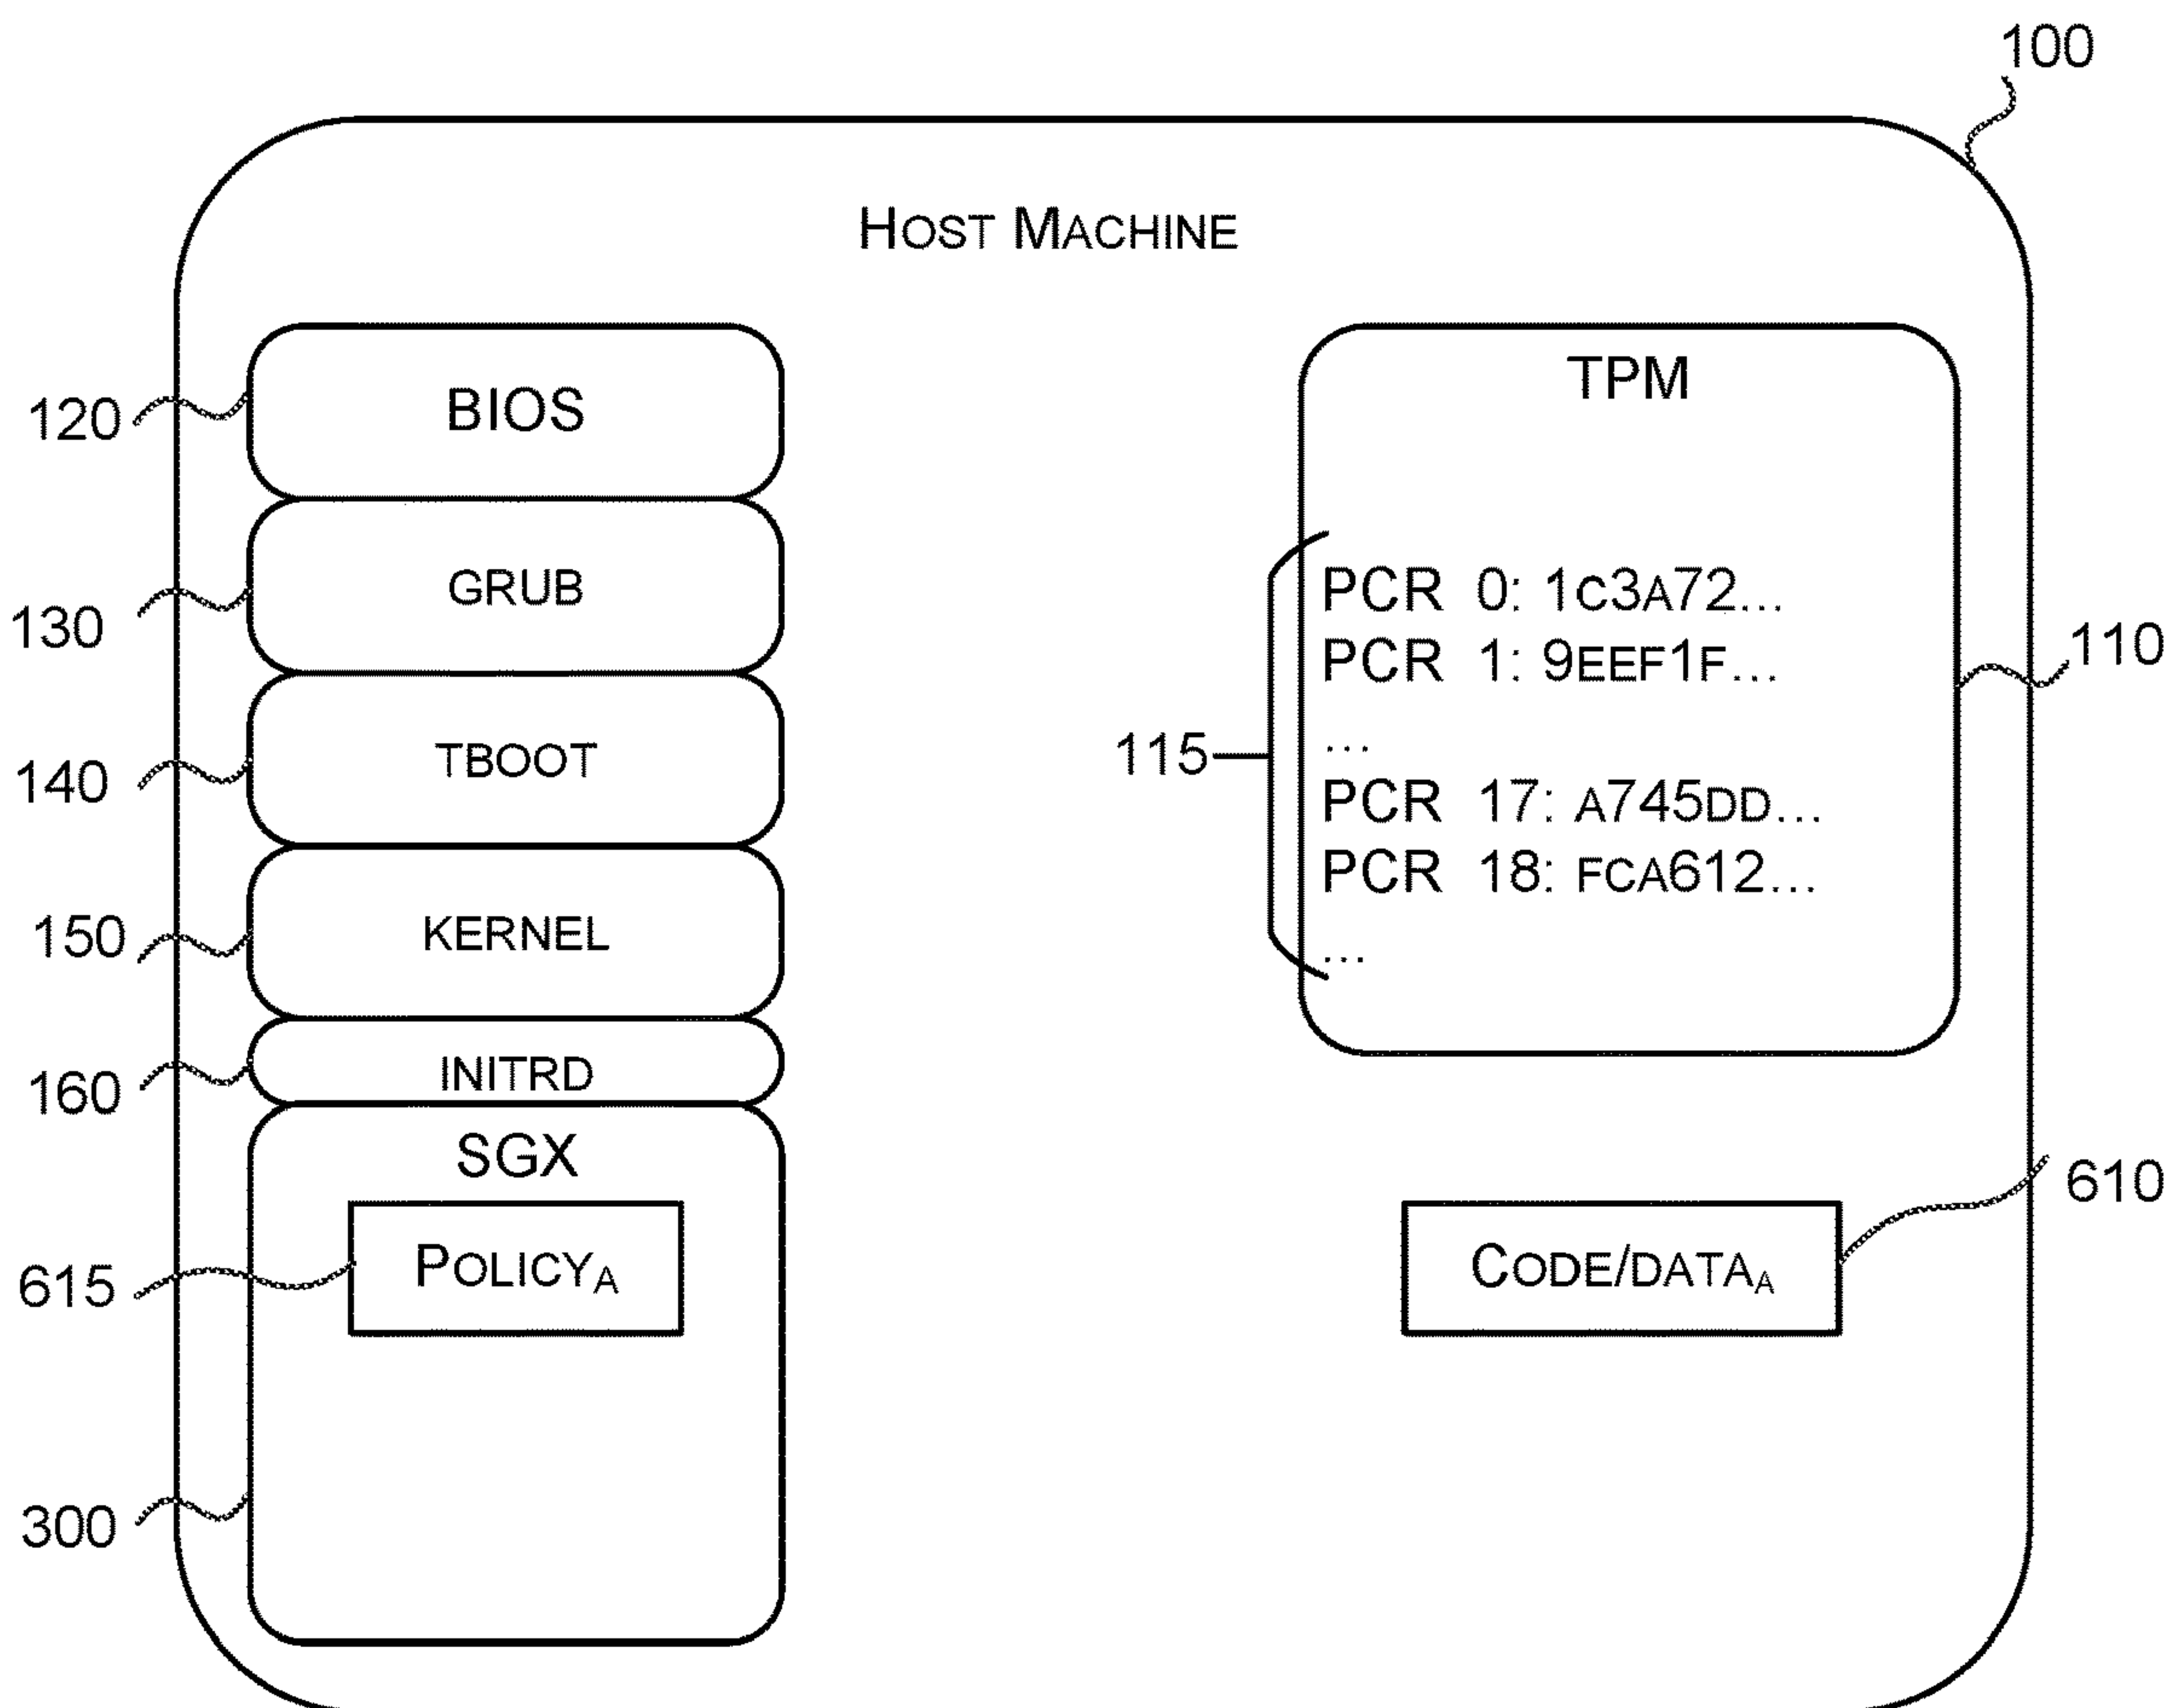 100
HOST MACHINE
120
BIOS
130
GRUB
140
TBOOT
150
KERNEL
160
INITRD
SGX
615
POLICYA
300
TPM
115
PCR 0: 1C3A72...
PCR 1: 9EEF1F...
...
PCR 17: A745DD...
PCR 18: FCA612...
...
110
610
CODE/DATAA